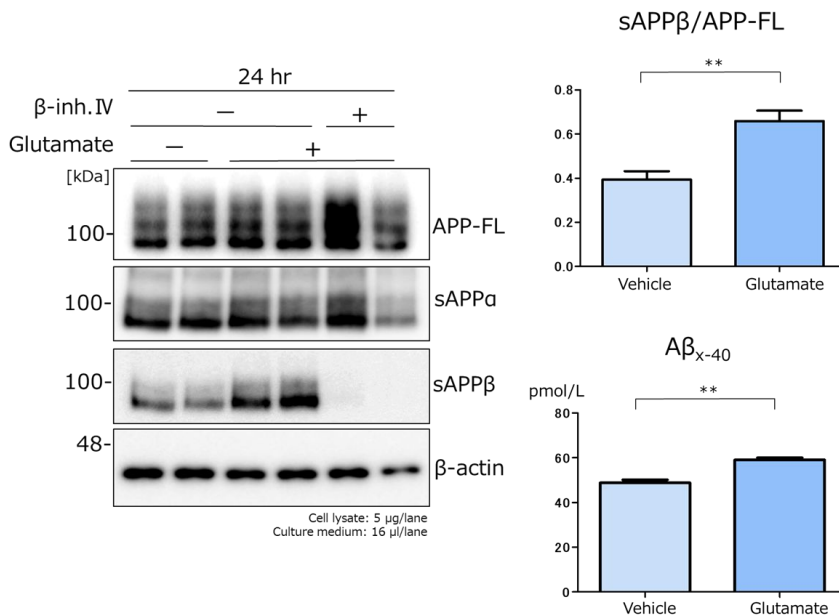 24 hr
β-inh.Ⅳ
—
+
Glutamate
—
+
[kDa]
100-
APP-FL
100-
sAPPα
100-
sAPPβ
48-
β-actin
Cell lysate: 5 µg/lane
Culture medium: 16 µl/lane
sAPPβ/APP-FL
**
0.8
0.6
0.4
0.2
0.0
Vehicle
Glutamate
Aβx-40
pmol/L
**
80
60
40
20
0
Vehicle
Glutamate